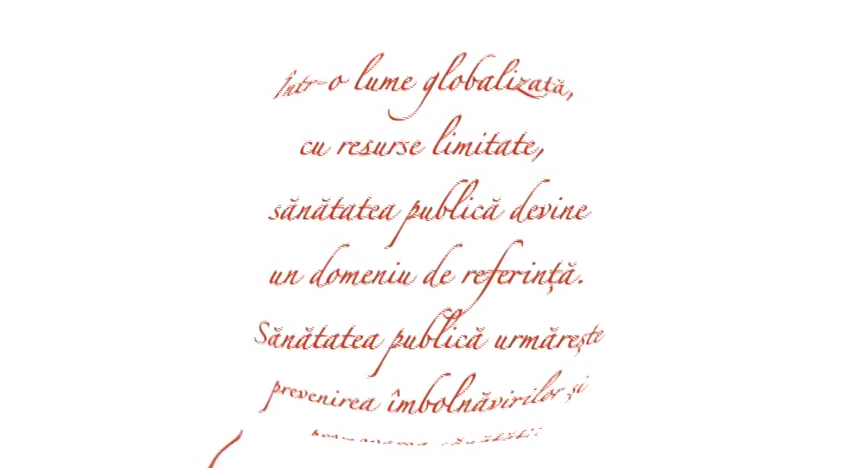 Într-o lume globalizată,
cu resurse limitate,
sănătatea publică devine
un domeniu de referință.
Sănătatea publică urmărește
prevenirea îmbolnăvirilor și